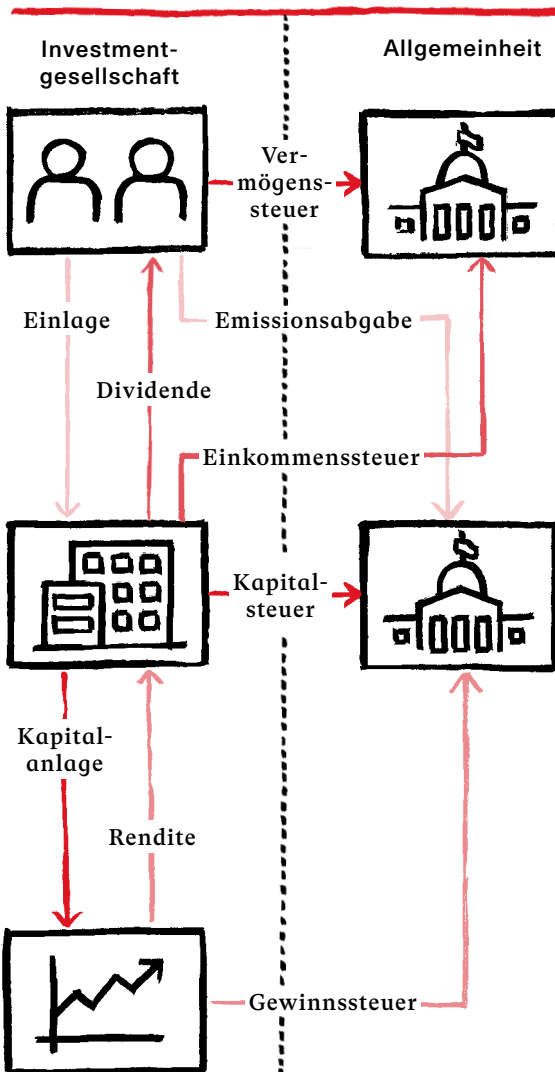 Investment-
gesellschaft
Allgemeinheit
Ver-
mögens-
steuer
Einlage
Emissionsabgabe
Dividende
Einkommenssteuer
Kapital-
steuer
Kapital-
anlage
Rendite
Gewinnssteuer